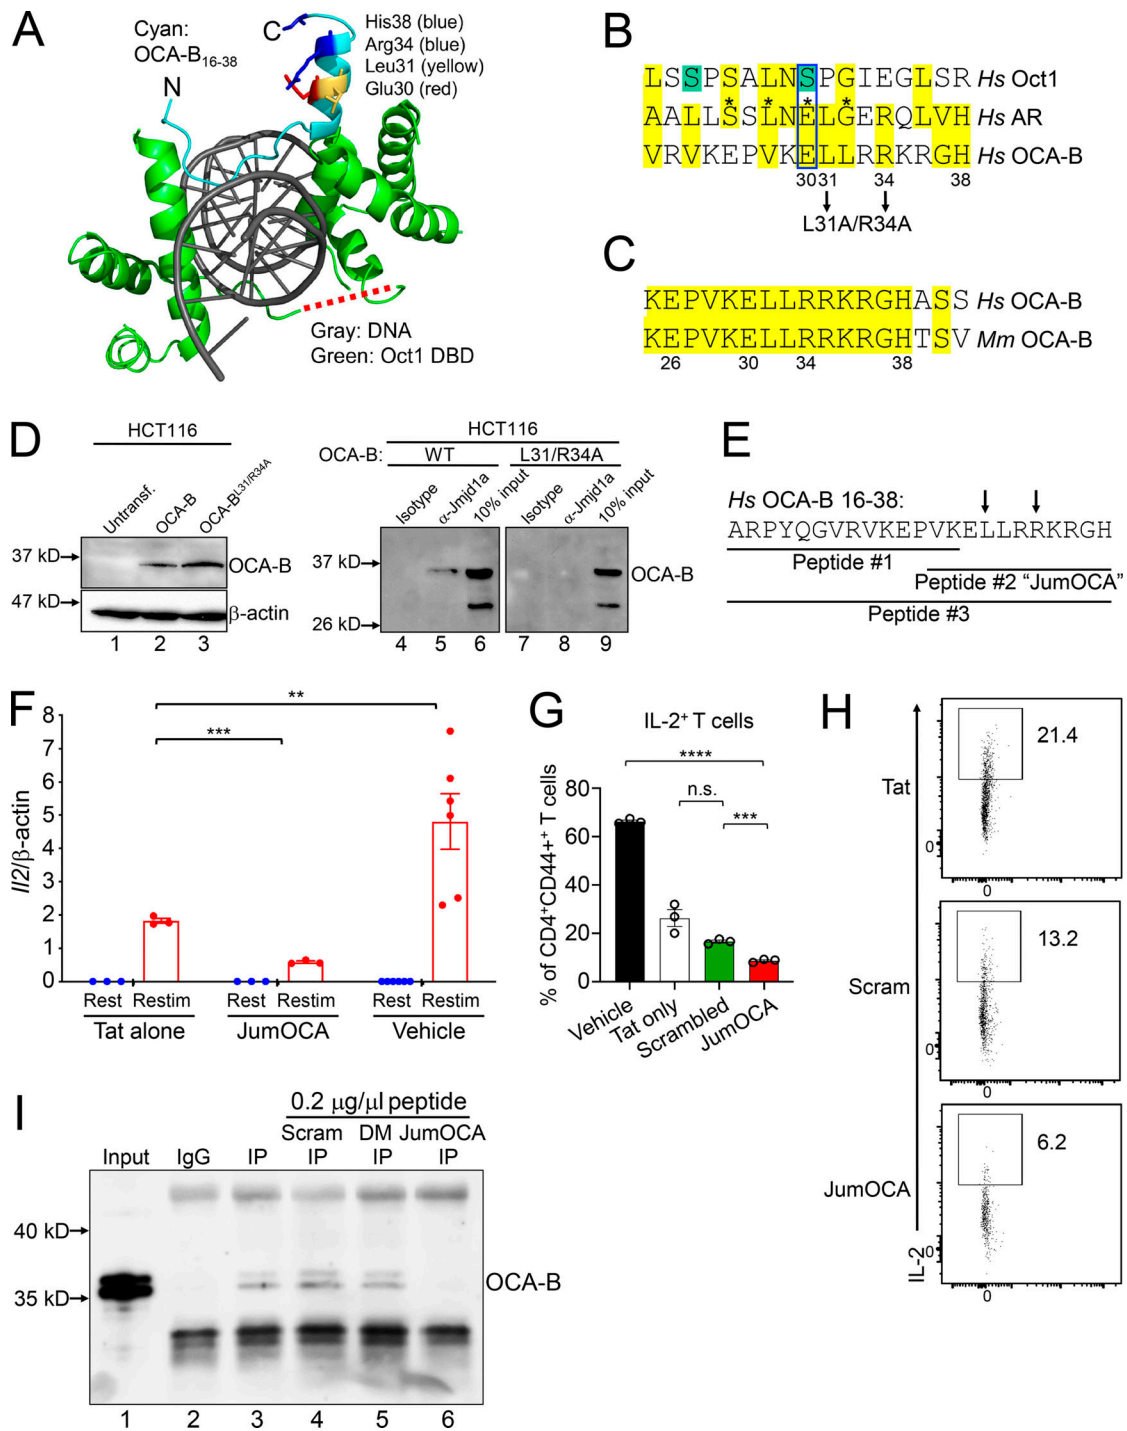 A
Cyan:
OCA-B16-38
N
C
His38 (blue)
Arg34 (blue)
Leu31 (yellow)
Glu30 (red)
Gray: DNA
Green: Oct1 DBD
B
LSSPSALNSPGIEGLSR Hs Oct1
* * * *
AALLSSLNELGERQLVH Hs AR
VRVKEPVKELLRRKRGH Hs OCA-B
30 31 34 38
L31A/R34A
C
KEPVKELLRRKRGHASS Hs OCA-B
KEPVKELLRRKRGHTSV Mm OCA-B
26 30 34 38
D
HCT116
Untransf.
OCA-B
OCA-BL31/R34A
37 kD
OCA-B
47 kD
β-actin
1 2 3
HCT116
OCA-B: WT L31/R34A
Isotype
α-Jmjd1a
10% input
Isotype
α-Jmjd1a
10% input
37 kD
OCA-B
26 kD
4 5 6 7 8 9
E
Hs OCA-B 16-38:
ARPYQGVRVKEPVKELLRRKRGH
Peptide #1
Peptide #2 “JumOCA”
Peptide #3
F
**
***
Il2/β-actin
8
7
6
5
4
3
2
1
0
Rest Restim Rest Restim Rest Restim
Tat alone JumOCA Vehicle
G
IL-2+ T cells
****
n.s.
***
% of CD4+CD44++ T cells
80
60
40
20
0
Vehicle
Tat only
Scrambled
JumOCA
H
Tat
21.4
0
0
Scram
13.2
0
0
JumOCA
6.2
0
0
IL-2
I
0.2 µg/µl peptide
Scram DM JumOCA
Input IgG IP IP IP IP
40 kD
OCA-B
35 kD
1 2 3 4 5 6